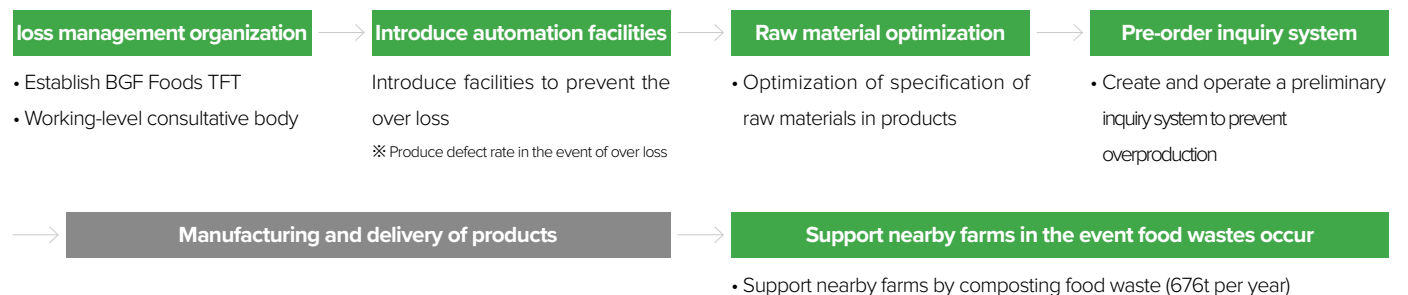 loss management organization
Introduce automation facilities
Raw material optimization
Pre-order inquiry system
• Establish BGF Foods TFT
• Working-level consultative body
Introduce facilities to prevent the
over loss
※ Produce defect rate in the event of over loss
• Optimization of specification of
raw materials in products
• Create and operate a preliminary
inquiry system to prevent
overproduction
Manufacturing and delivery of products
Support nearby farms in the event food wastes occur
• Support nearby farms by composting food waste (676t per year)